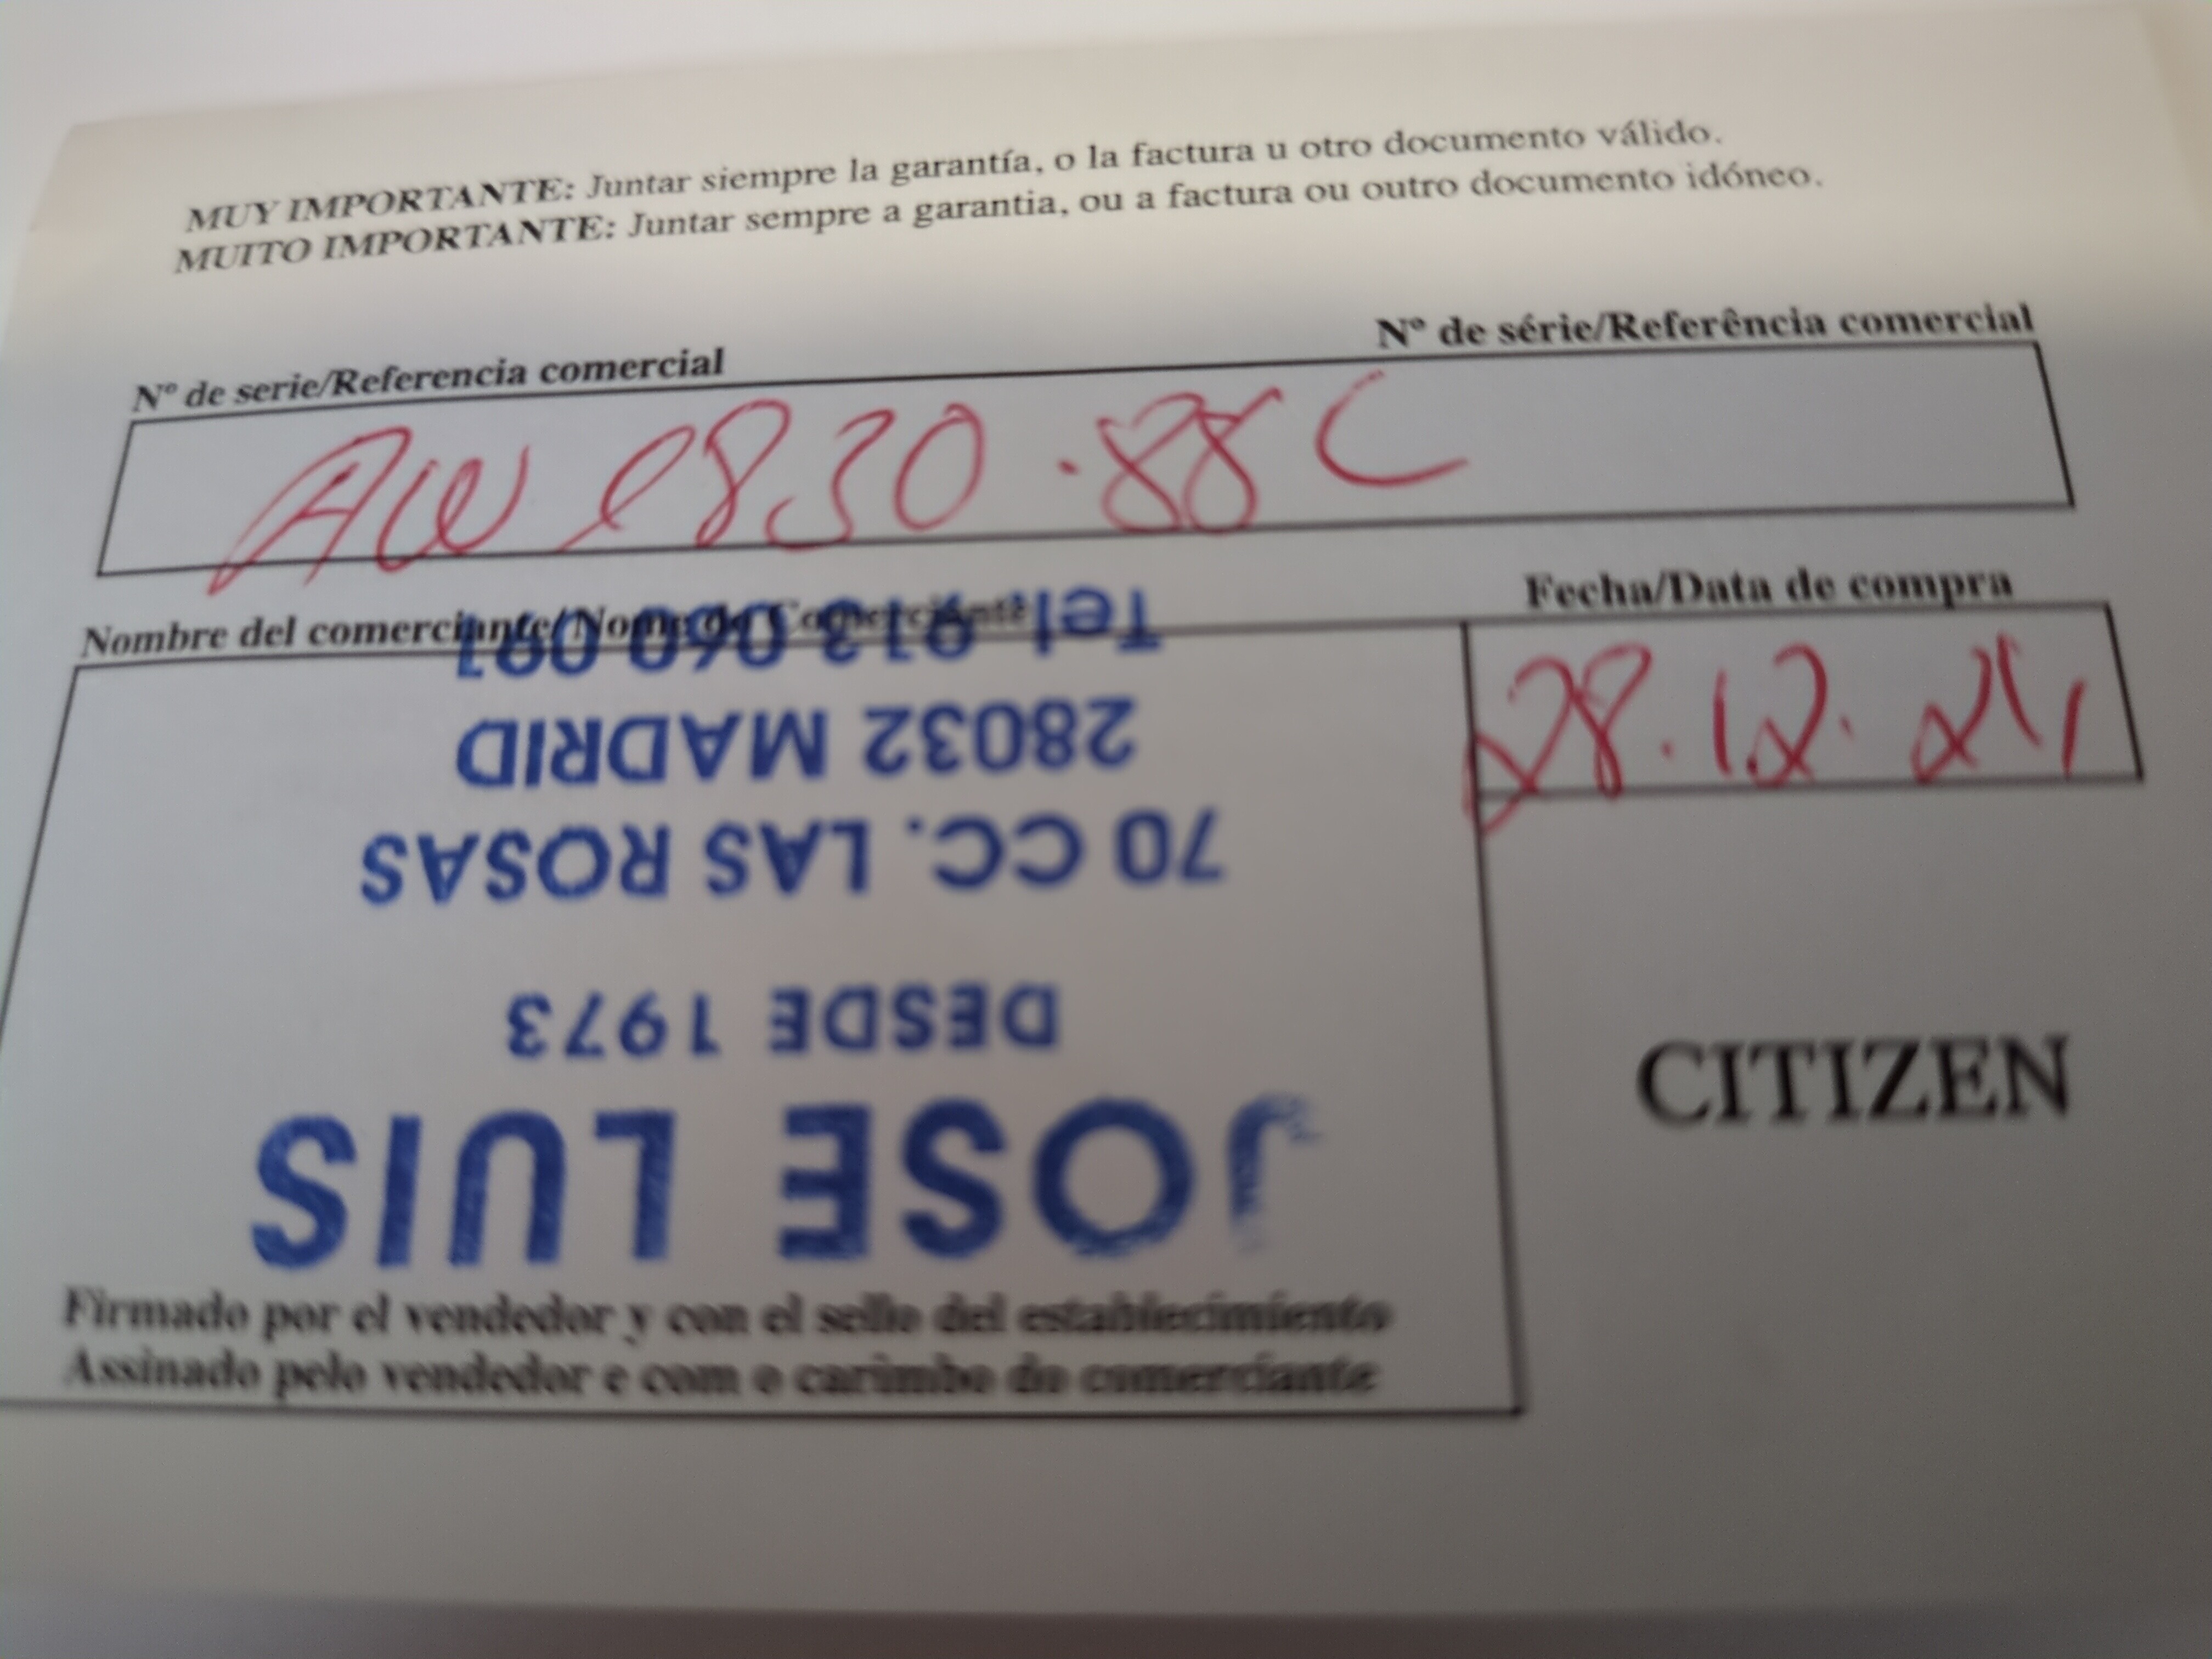 MUY IMPORTANTE: Juntar siempre la garantía, o la factura u otro documento válido.
MUITO IMPORTANTE: Juntar sempre a garantia, ou a factura ou outro documento idóneo.
Nº de serie/Referencia comercial
Nº de série/Referência comercial
AW 0830.88C
Nombre del comerciante/Nome do Comerciante
Fecha/Data de compra
28.12.
JOSE LUIS
DESDE 1973
70 CC. LAS ROSAS
28032 MADRID
Tel. 913 060 091
CITIZEN
Firmado por el vendedor y con el sello del establecimiento
Assinado pelo vendedor e com o carimbo do comerciante